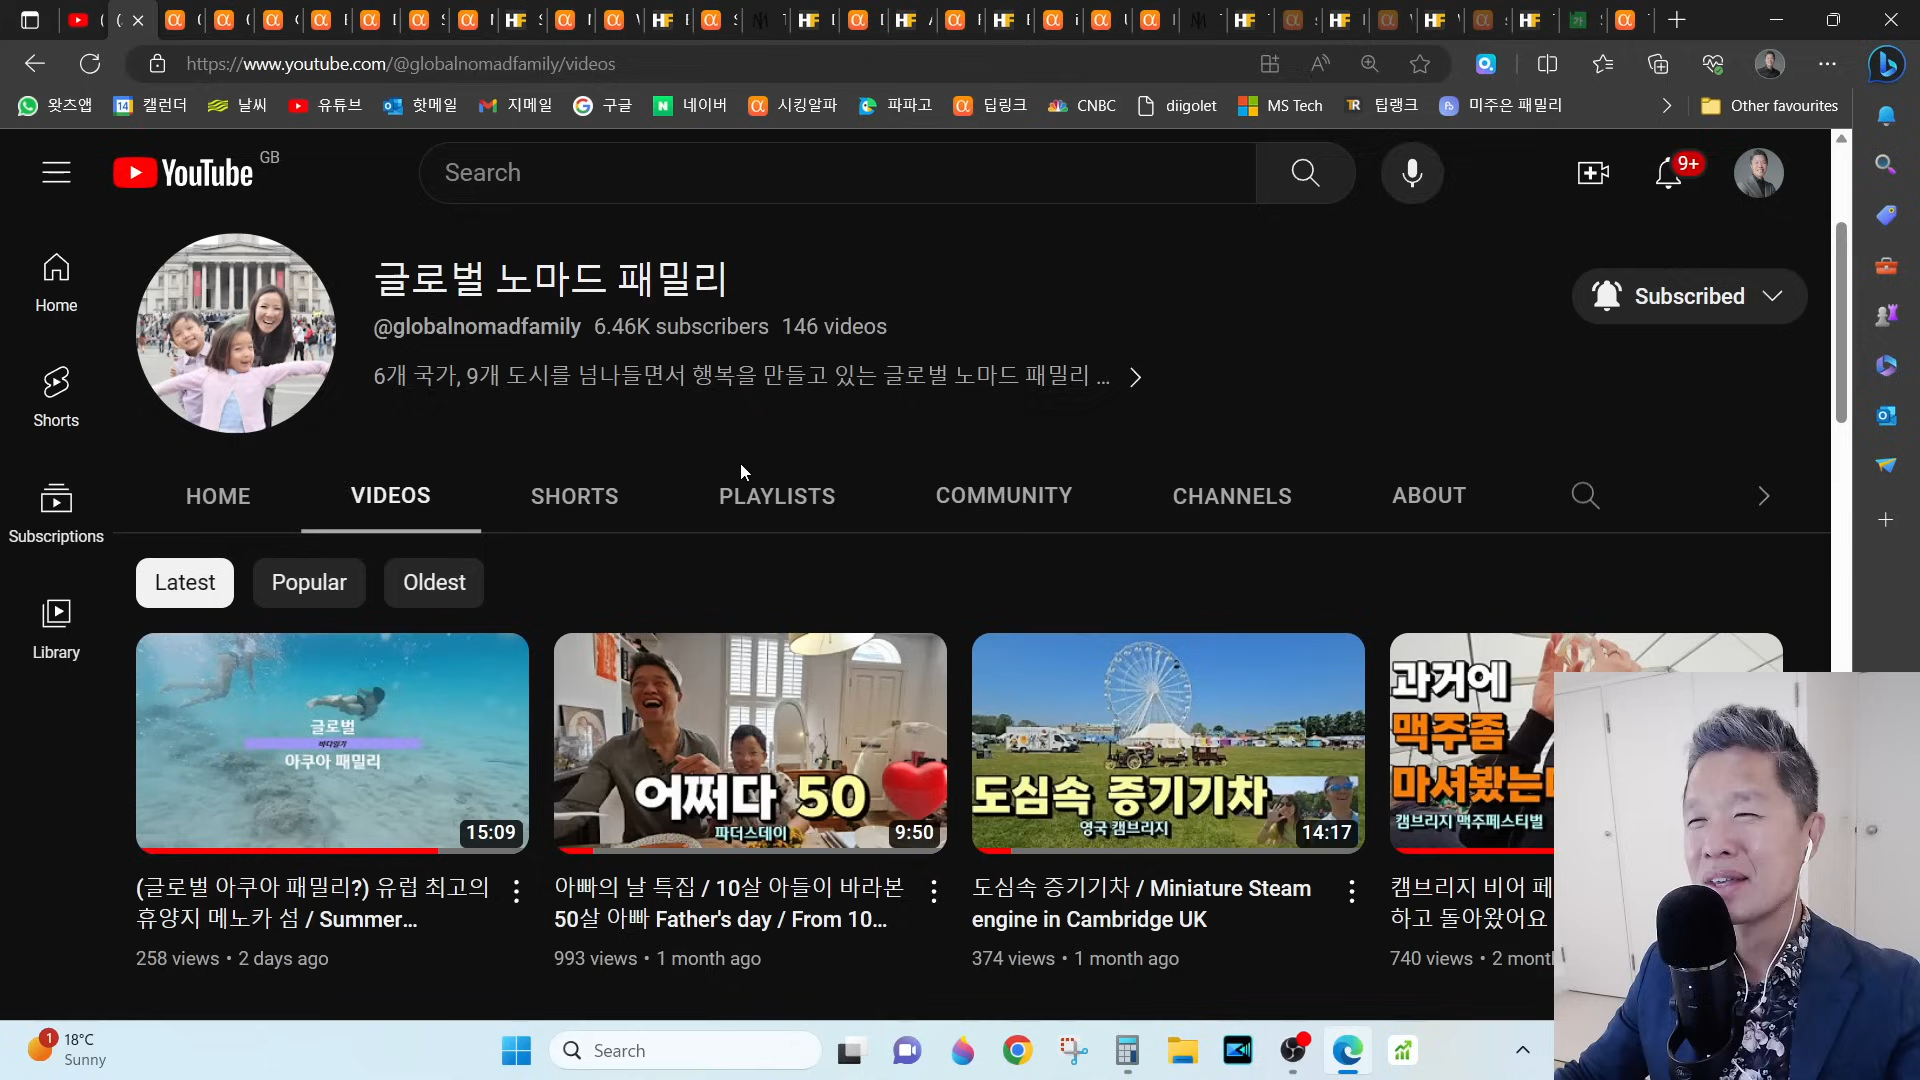 https://www.youtube.com/@globalnomadfamily/videos
왓츠앱
14
캘린더
날씨
유튜브
핫메일
지메일
구글
N
네이버
시킹알파
파파고
딥링크
CNBC
diigolet
MS Tech
팁랭크
미주은 패밀리
Other favourites
YouTube
GB
Search
9+
Home
Shorts
Subscriptions
Library
글로벌 노마드 패밀리
@globalnomadfamily 6.46K subscribers 146 videos
6개 국가, 9개 도시를 넘나들면서 행복을 만들고 있는 글로벌 노마드 패밀리 ...
Subscribed
HOME
VIDEOS
SHORTS
PLAYLISTS
COMMUNITY
CHANNELS
ABOUT
Latest
Popular
Oldest
글로벌
바다일기
아쿠아 패밀리
15:09
어쩌다 50
파더스데이
9:50
도심속 증기기차
영국 캠브리지
14:17
과거에
맥주좀
마셔봤는데
캠브리지 맥주페스티벌
(글로벌 아쿠아 패밀리?) 유럽 최고의
휴양지 메노카 섬 / Summer...
258 views • 2 days ago
아빠의 날 특집 / 10살 아들이 바라본
50살 아빠 Father's day / From 10...
993 views • 1 month ago
도심속 증기기차 / Miniature Steam
engine in Cambridge UK
374 views • 1 month ago
캠브리지 비어 페
하고 돌아왔어요
740 views • 2 mont
1
18°C
Sunny
Search